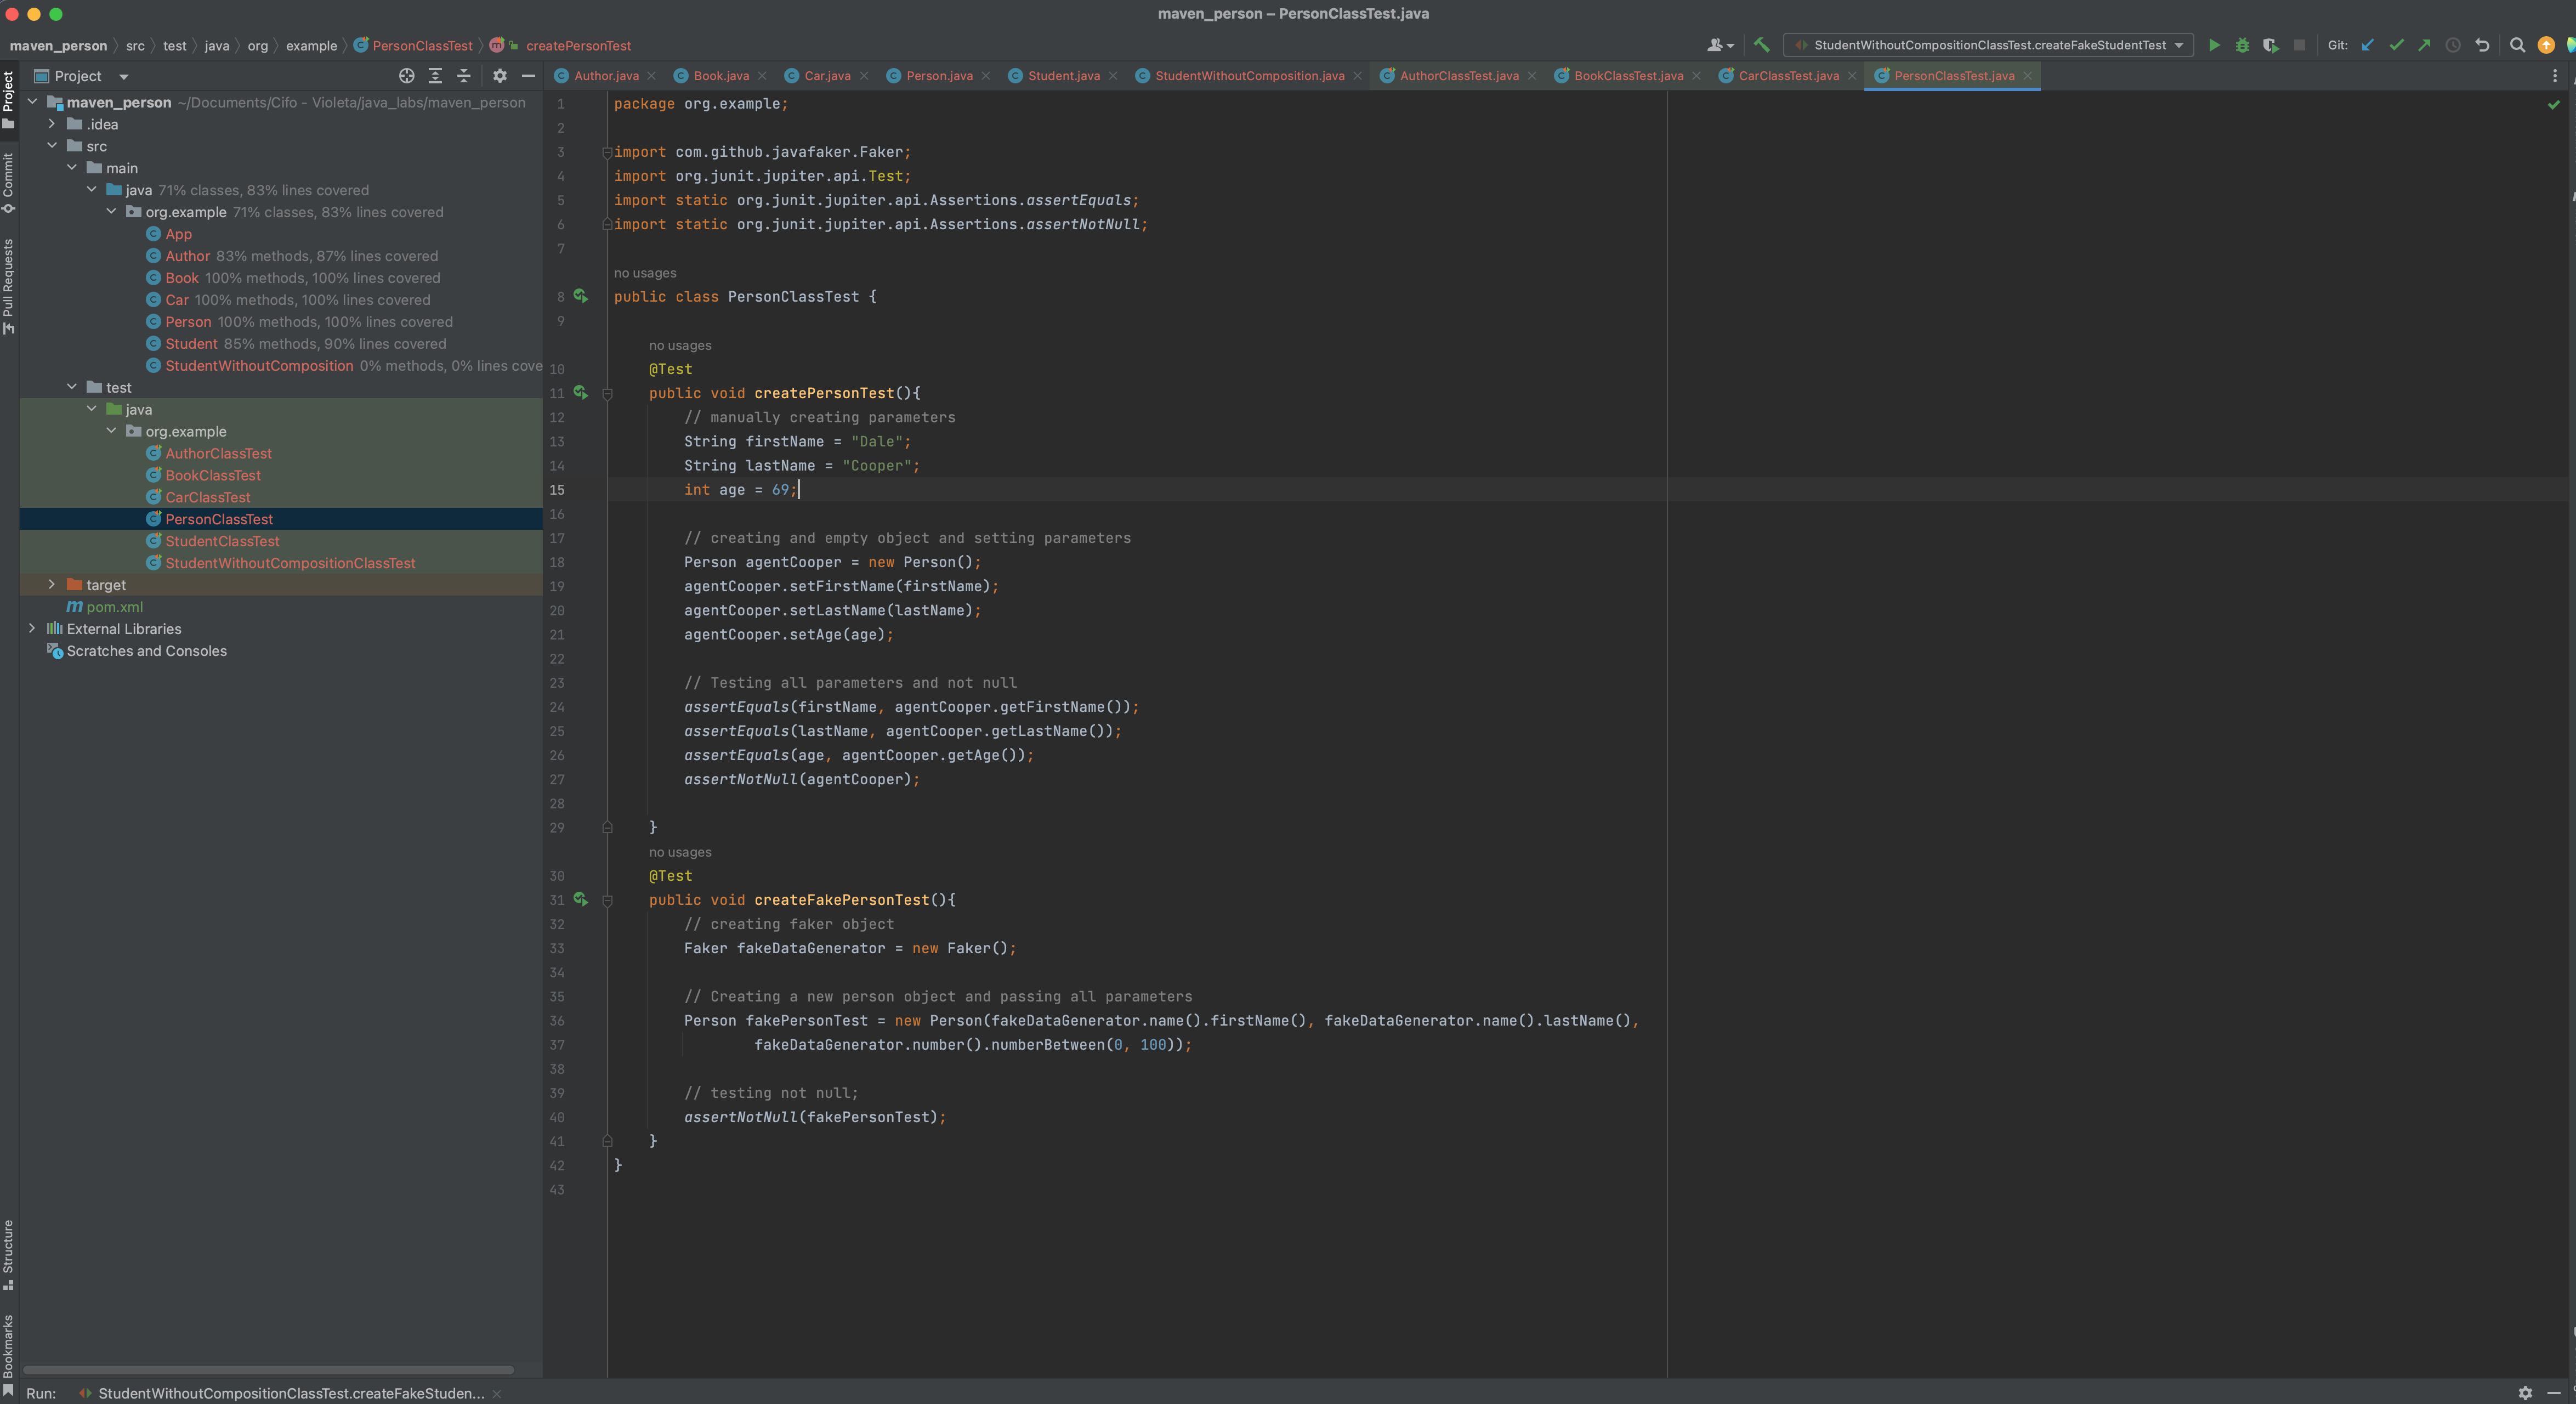 maven_person – PersonClassTest.java
maven_person src test java org example PersonClassTest createPersonTest
StudentWithoutCompositionClassTest.createFakeStudentTest Git:
Project
Commit
Pull Requests
Structure
Bookmarks
Project
Author.java Book.java Car.java Person.java Student.java StudentWithoutComposition.java AuthorClassTest.java BookClassTest.java CarClassTest.java PersonClassTest.java
maven_person ~/Documents/Cifo - Violeta/java_labs/maven_person
.idea
src
main
java 71% classes, 83% lines covered
org.example 71% classes, 83% lines covered
App
Author 83% methods, 87% lines covered
Book 100% methods, 100% lines covered
Car 100% methods, 100% lines covered
Person 100% methods, 100% lines covered
Student 85% methods, 90% lines covered
StudentWithoutComposition 0% methods, 0% lines cove
test
java
org.example
AuthorClassTest
BookClassTest
CarClassTest
PersonClassTest
StudentClassTest
StudentWithoutCompositionClassTest
target
pom.xml
External Libraries
Scratches and Consoles
1 package org.example;
2
3 import com.github.javafaker.Faker;
4 import org.junit.jupiter.api.Test;
5 import static org.junit.jupiter.api.Assertions.assertEquals;
6 import static org.junit.jupiter.api.Assertions.assertNotNull;
7
no usages
8 public class PersonClassTest {
9
no usages
10 @Test
11 public void createPersonTest(){
12 // manually creating parameters
13 String firstName = "Dale";
14 String lastName = "Cooper";
15 int age = 69;
16
17 // creating and empty object and setting parameters
18 Person agentCooper = new Person();
19 agentCooper.setFirstName(firstName);
20 agentCooper.setLastName(lastName);
21 agentCooper.setAge(age);
22
23 // Testing all parameters and not null
24 assertEquals(firstName, agentCooper.getFirstName());
25 assertEquals(lastName, agentCooper.getLastName());
26 assertEquals(age, agentCooper.getAge());
27 assertNotNull(agentCooper);
28
29 }
no usages
30 @Test
31 public void createFakePersonTest(){
32 // creating faker object
33 Faker fakeDataGenerator = new Faker();
34
35 // Creating a new person object and passing all parameters
36 Person fakePersonTest = new Person(fakeDataGenerator.name().firstName(), fakeDataGenerator.name().lastName(),
37 fakeDataGenerator.number().numberBetween(0, 100));
38
39 // testing not null;
40 assertNotNull(fakePersonTest);
41 }
42 }
43
Run: StudentWithoutCompositionClassTest.createFakeStuden...